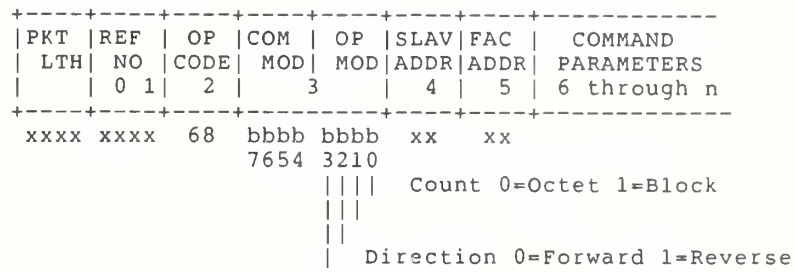 +----+-----+----+---------+----+----+--------------
|PKT |REF | OP |COM | OP |SLAV|FAC | COMMAND
| LTH| NO |CODE| MOD| MOD|ADDR|ADDR| PARAMETERS
| | 0 1| 2 | 3 | 4 | 5 | 6 through n
+----+-----+----+---------+----+----+--------------
xxxx xxxx 68 bbbb bbbb xx xx
7654 3210
|||| Count 0=Octet 1=Block
|||
||
| Direction 0=Forward 1=Reverse